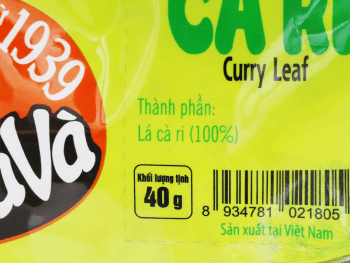 1939
CÀ RI
Curry Leaf
Thành phần:
Lá cà ri (100%)
Khối lượng tịnh
40 g
8 934781 021805
Sản xuất tại Việt Nam